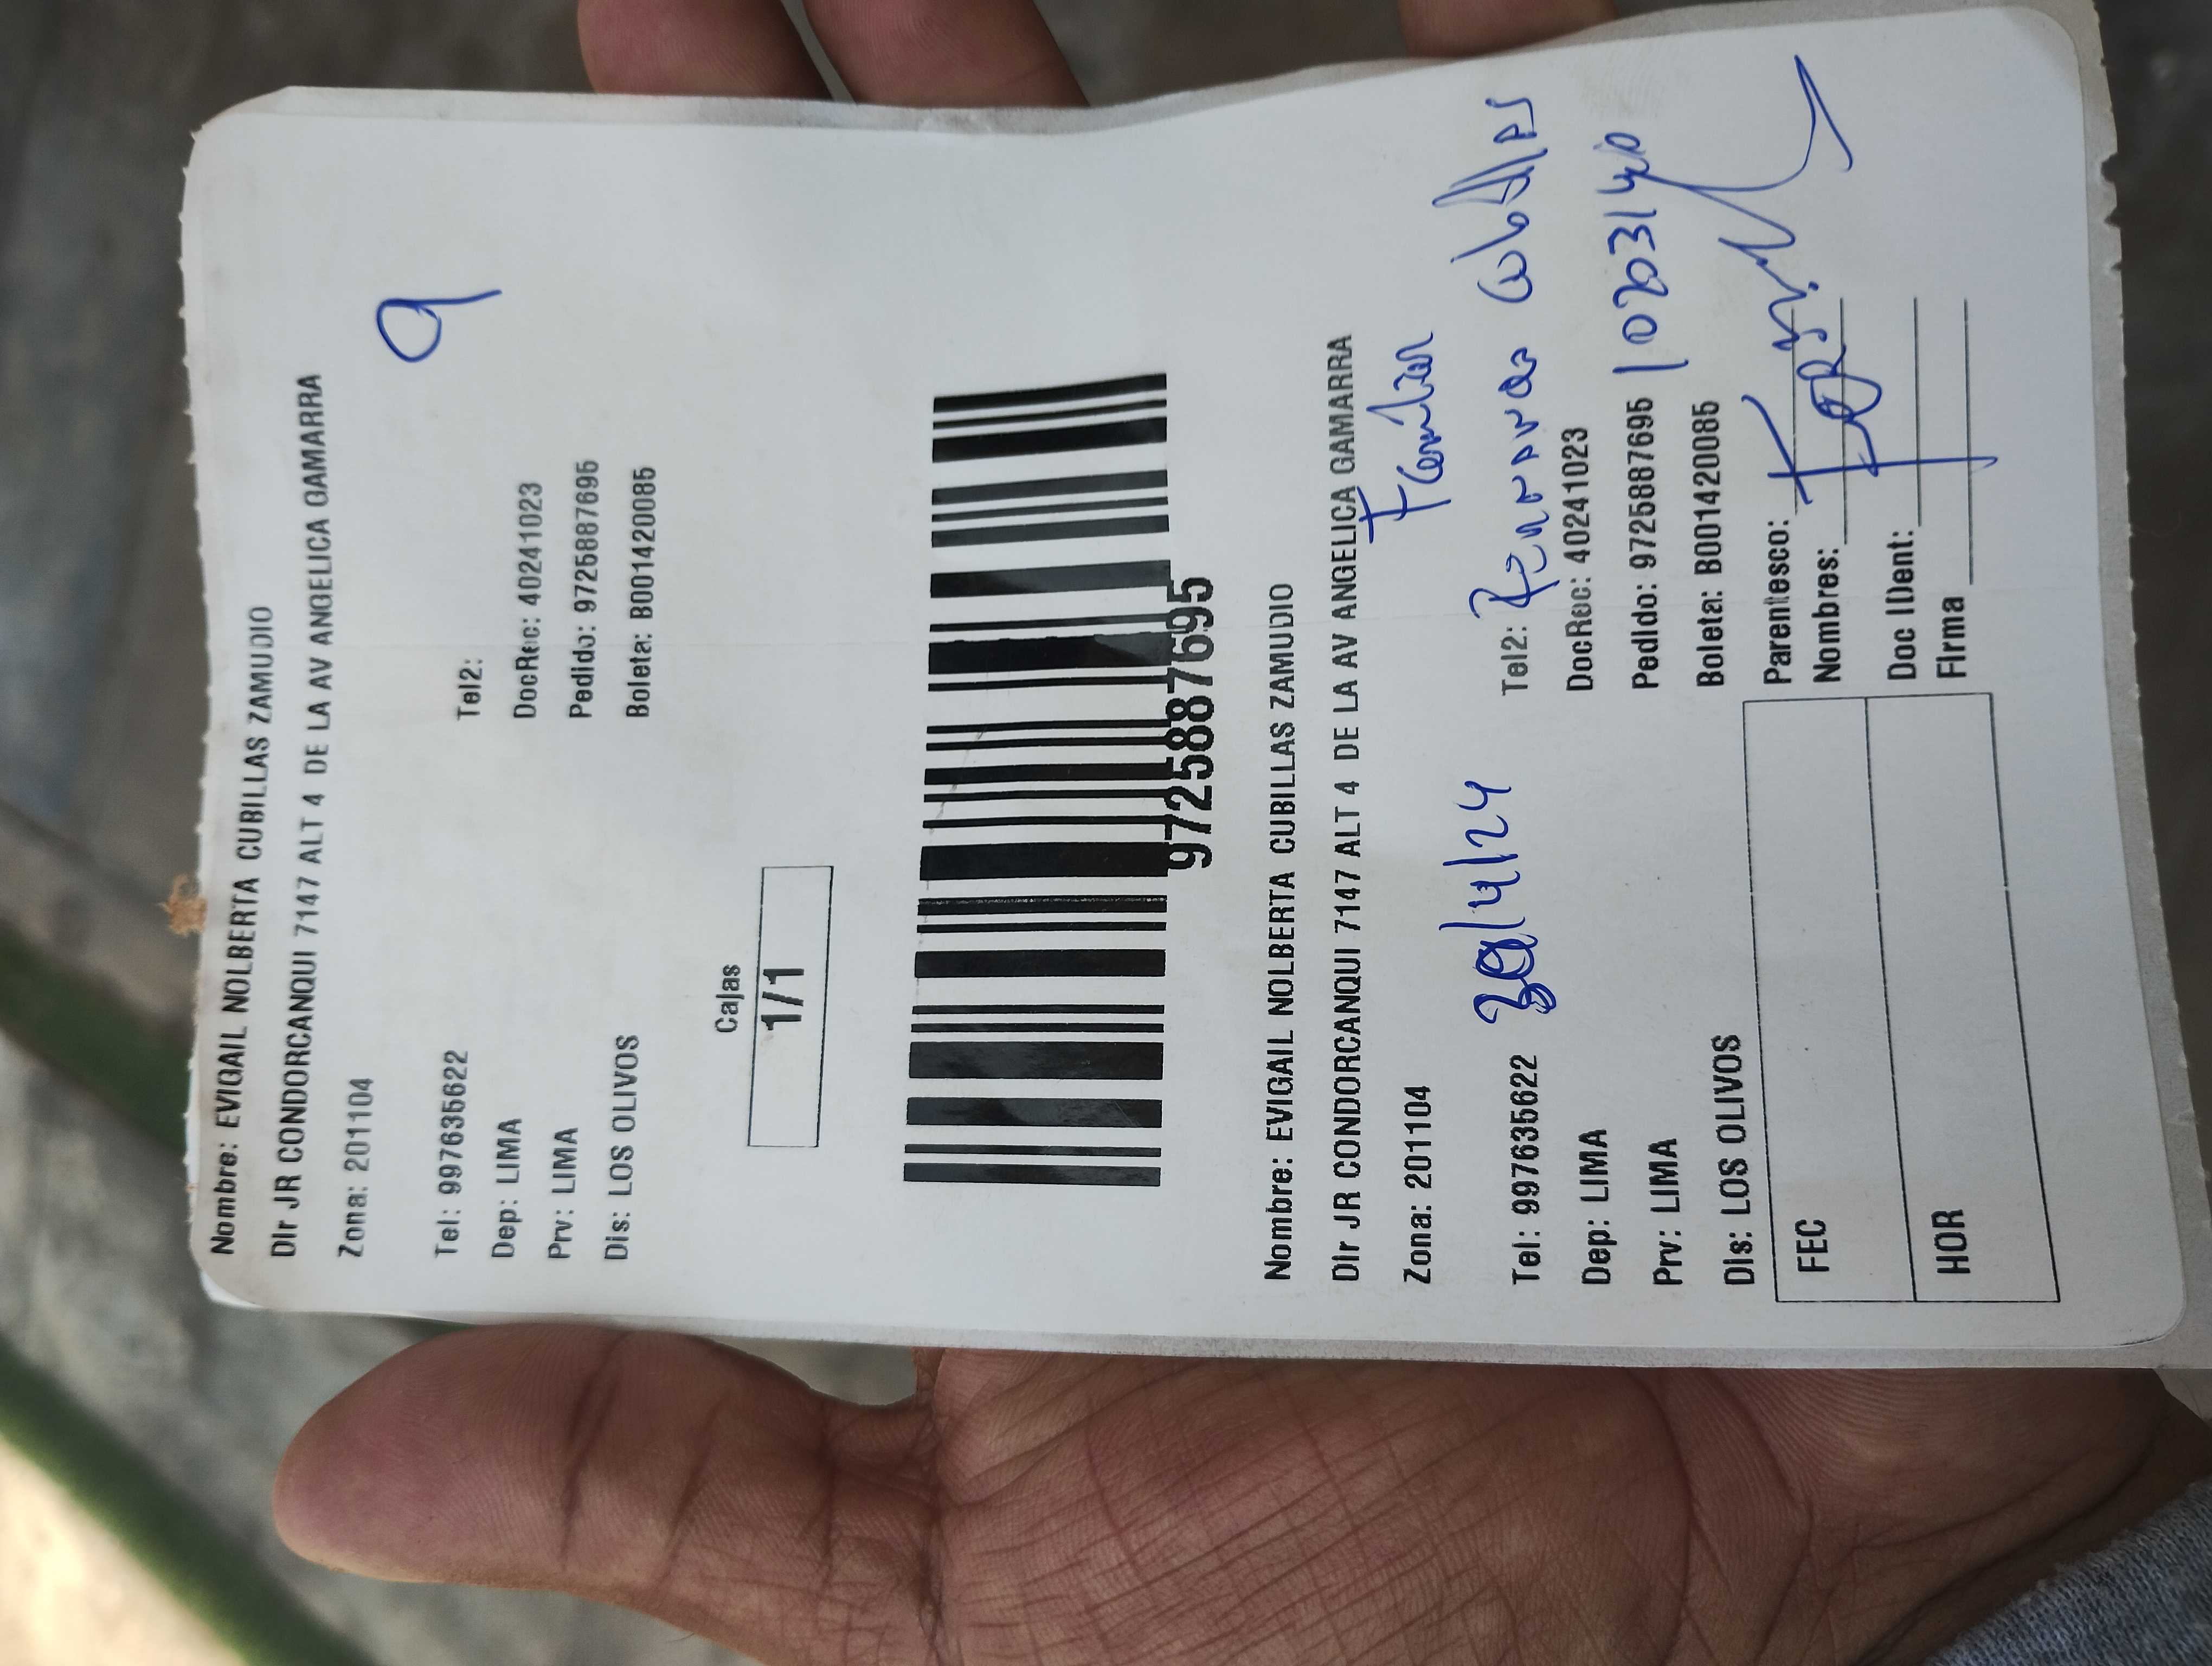 Nombre: EVIGAIL NOLBERTA CUBILLAS ZAMUDIO
Dir JR CONDORCANQUI 7147 ALT 4 DE LA AV ANGELICA GAMARRA
Zona: 201104
9
Tel: 997635622 Tel2:
Dep: LIMA DocRec: 40241023
Prv: LIMA Pedido: 9725887695
Dis: LOS OLIVOS Boleta: B001420085
Cajas
1/1
9725887695
Nombre: EVIGAIL NOLBERTA CUBILLAS ZAMUDIO
Dir JR CONDORCANQUI 7147 ALT 4 DE LA AV ANGELICA GAMARRA
Zona: 201104
Tel: 997635622 Tel2:
Dep: LIMA DocRec: 40241023
Prv: LIMA Pedido: 9725887695
Dis: LOS OLIVOS Boleta: B001420085
FEC Parentesco:
Nombres:
HOR Doc IDent:
Firma